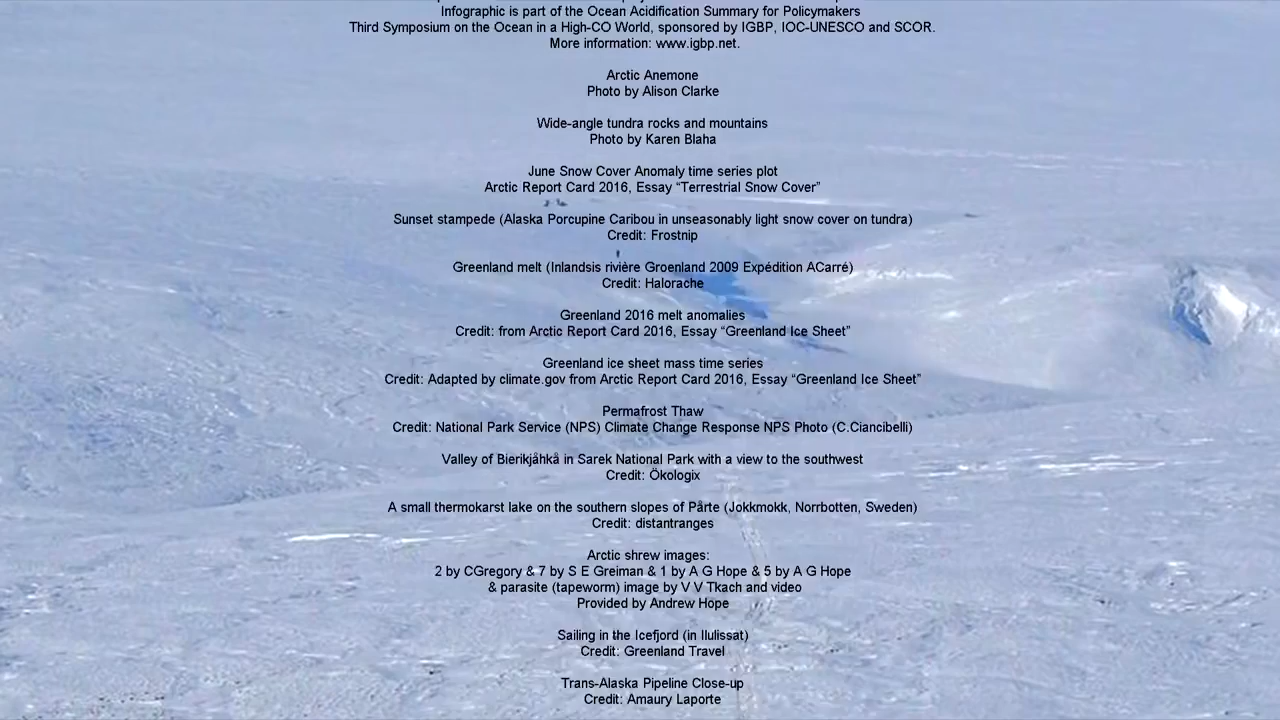 Infographic is part of the Ocean Acidification Summary for Policymakers
Third Symposium on the Ocean in a High-CO World, sponsored by IGBP, IOC-UNESCO and SCOR.
More information: www.igbp.net.
Arctic Anemone
Photo by Alison Clarke
Wide-angle tundra rocks and mountains
Photo by Karen Blaha
June Snow Cover Anomaly time series plot
Arctic Report Card 2016, Essay “Terrestrial Snow Cover”
Sunset stampede (Alaska Porcupine Caribou in unseasonably light snow cover on tundra)
Credit: Frostnip
Greenland melt (Inlandsis rivière Groenland 2009 Expédition ACarré)
Credit: Halorache
Greenland 2016 melt anomalies
Credit: from Arctic Report Card 2016, Essay “Greenland Ice Sheet”
Greenland ice sheet mass time series
Credit: Adapted by climate.gov from Arctic Report Card 2016, Essay “Greenland Ice Sheet”
Permafrost Thaw
Credit: National Park Service (NPS) Climate Change Response NPS Photo (C.Ciancibelli)
Valley of Bierikjåhkå in Sarek National Park with a view to the southwest
Credit: Ökologix
A small thermokarst lake on the southern slopes of Pårte (Jokkmokk, Norrbotten, Sweden)
Credit: distantranges
Arctic shrew images:
2 by CGregory & 7 by S E Greiman & 1 by A G Hope & 5 by A G Hope
& parasite (tapeworm) image by V V Tkach and video
Provided by Andrew Hope
Sailing in the Icefjord (in Ilulissat)
Credit: Greenland Travel
Trans-Alaska Pipeline Close-up
Credit: Amaury Laporte